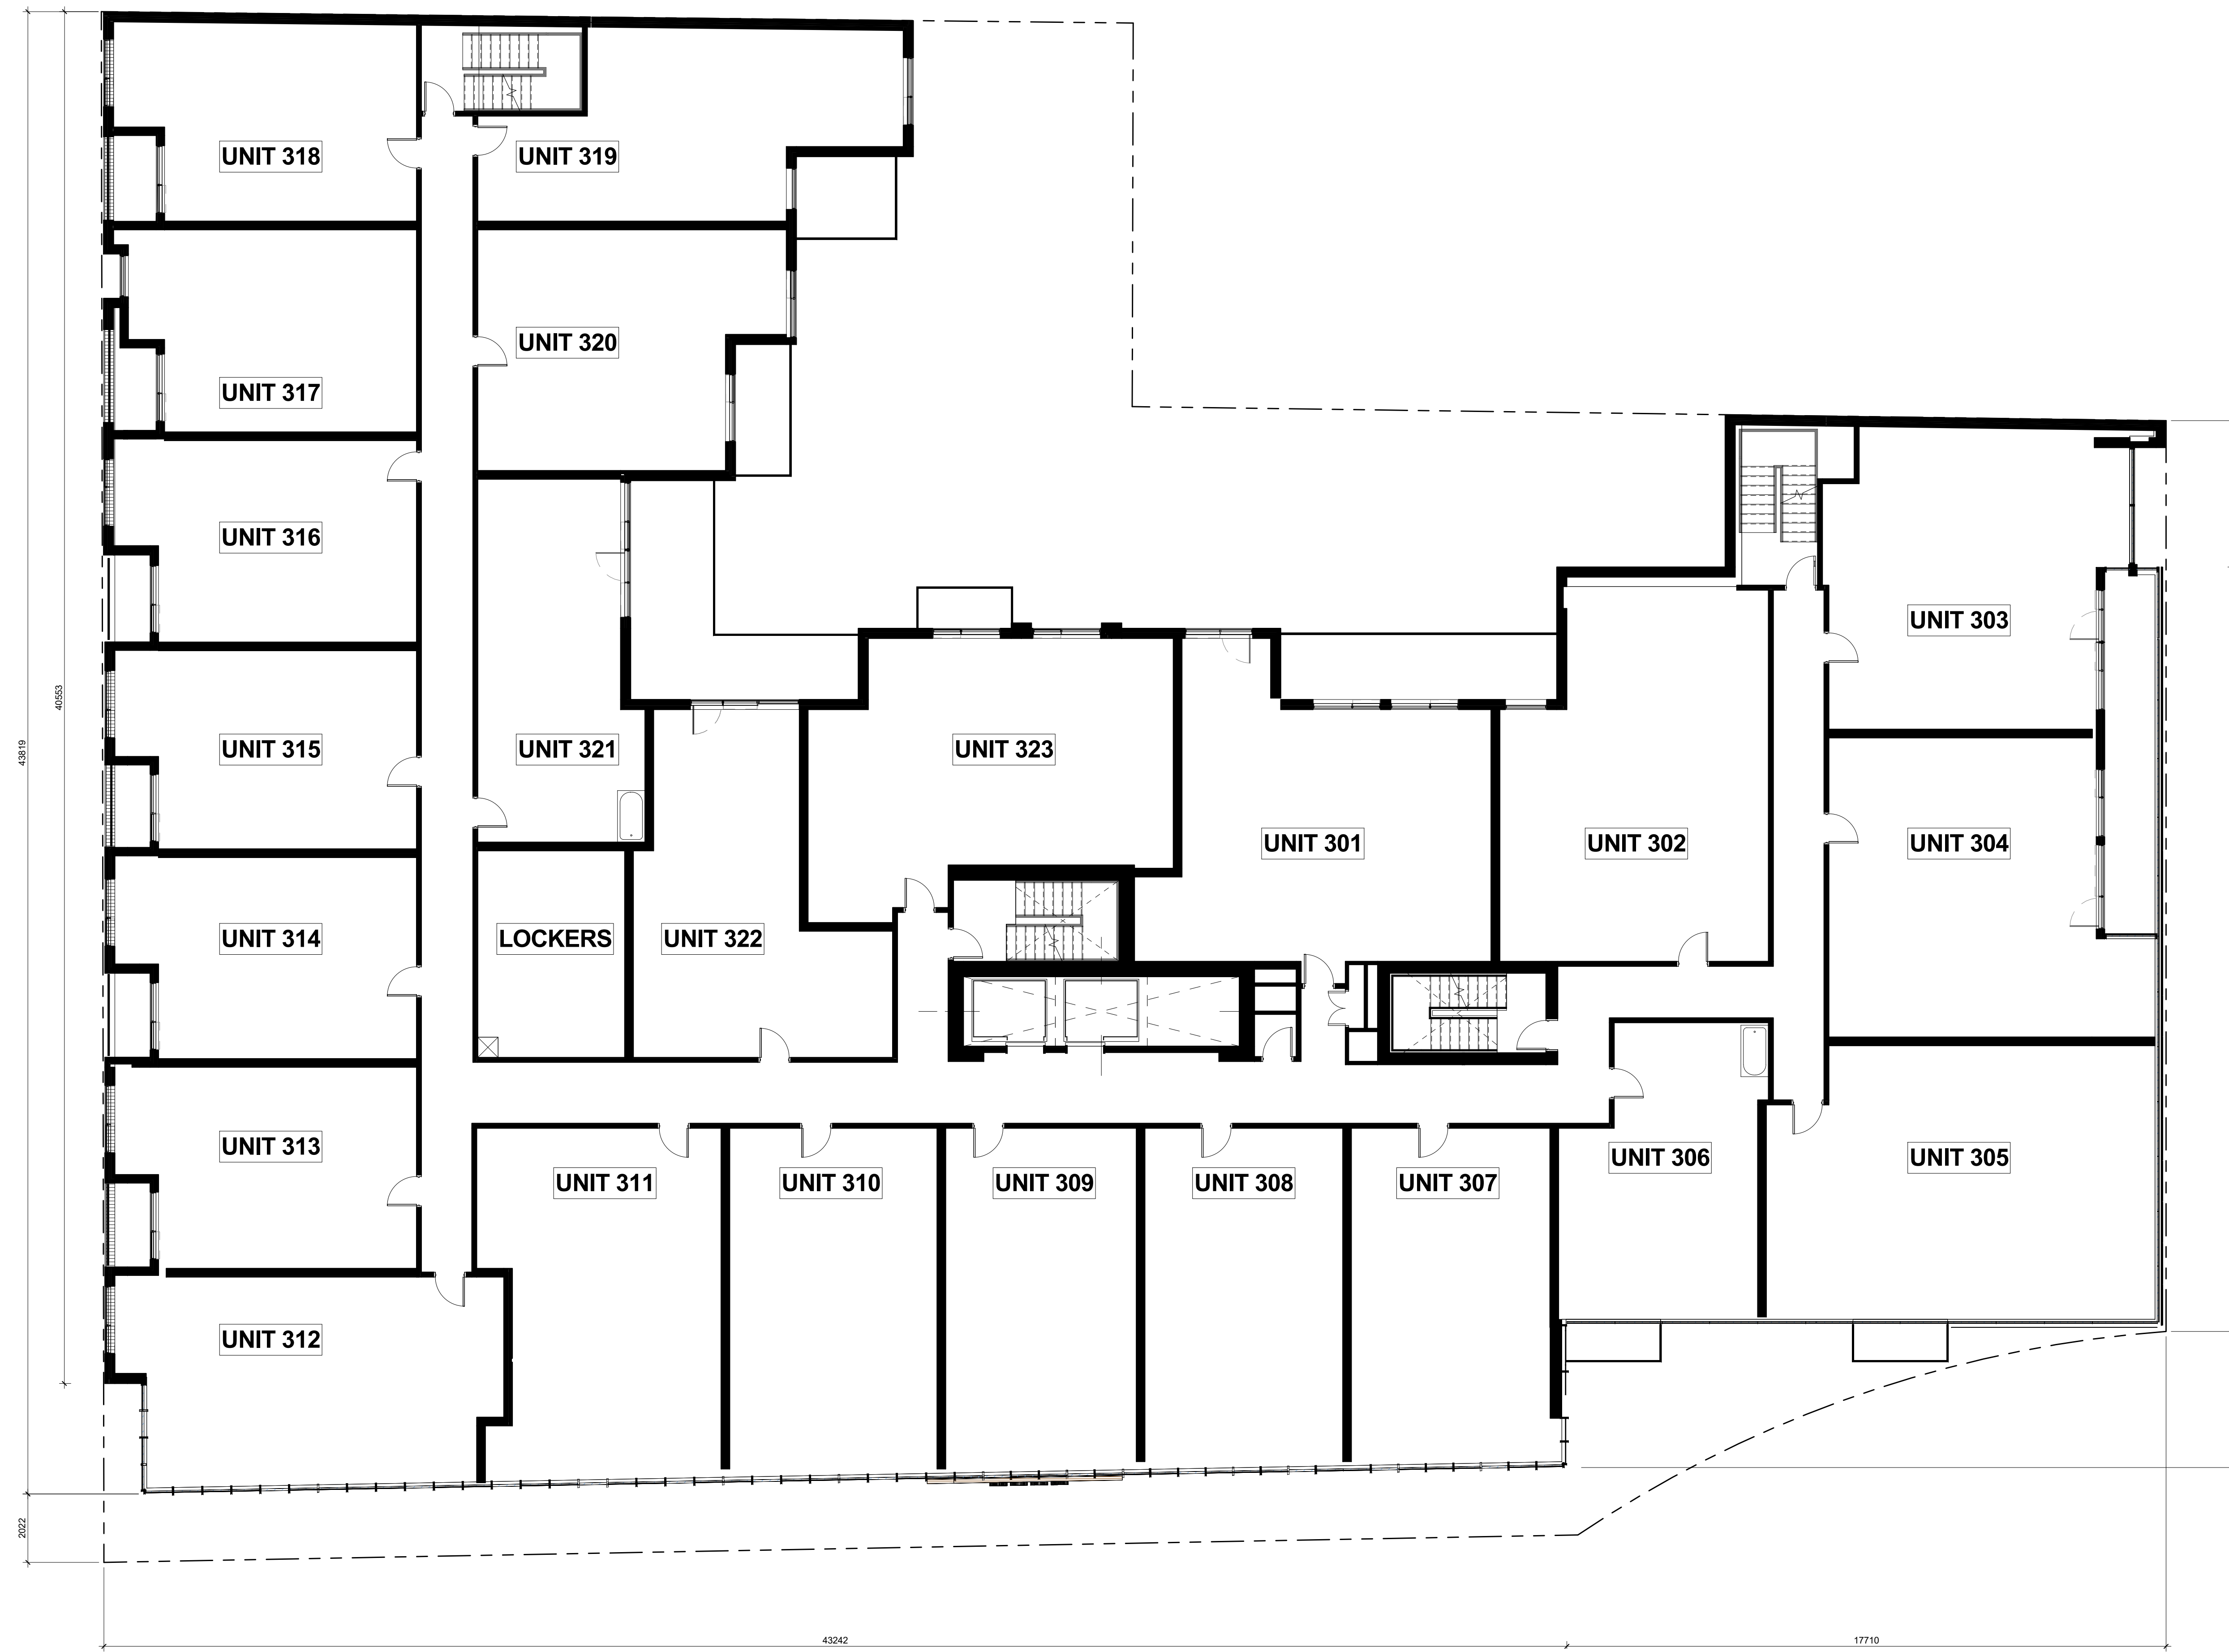 UNIT 318
UNIT 319
UNIT 320
UNIT 317
UNIT 316
UNIT 303
40553
43819
UNIT 315
UNIT 321
UNIT 323
UNIT 301
UNIT 302
UNIT 304
UNIT 314
LOCKERS
UNIT 322
UNIT 313
UNIT 311
UNIT 310
UNIT 309
UNIT 308
UNIT 307
UNIT 306
UNIT 305
UNIT 312
2022
43242
17710